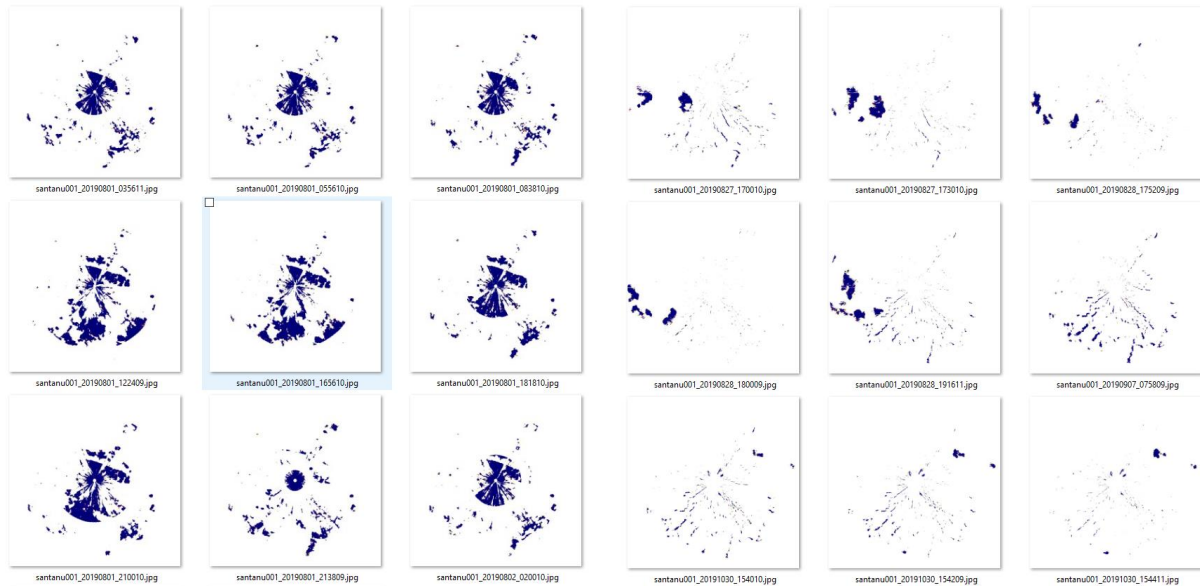 santanu001_20190801_035611.jpg
santanu001_20190801_055610.jpg
santanu001_20190801_083810.jpg
santanu001_20190827_170010.jpg
santanu001_20190827_173010.jpg
santanu001_20190828_175209.jpg
santanu001_20190801_122409.jpg
santanu001_20190801_165610.jpg
santanu001_20190801_181810.jpg
santanu001_20190828_180009.jpg
santanu001_20190828_191611.jpg
santanu001_20190907_075809.jpg
santanu001_20190801_210010.jpg
santanu001_20190801_213809.jpg
santanu001_20190802_020010.jpg
santanu001_20191030_154010.jpg
santanu001_20191030_154209.jpg
santanu001_20191030_154411.jpg